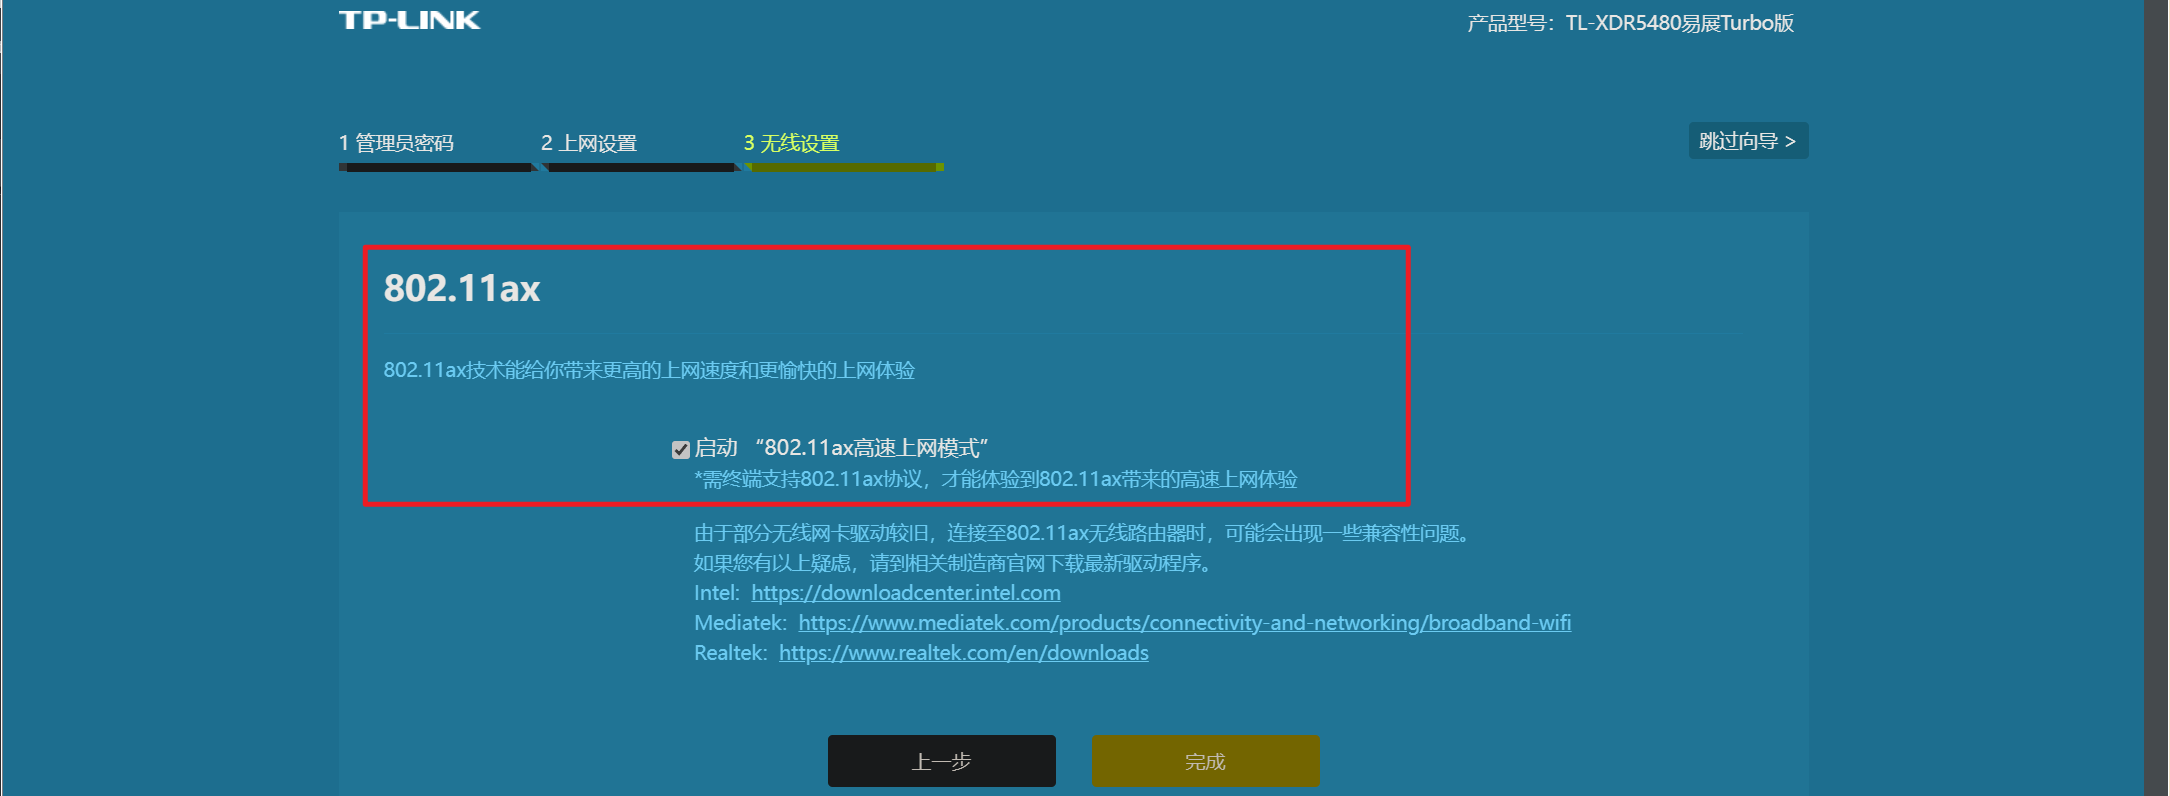 TP-LINK
产品型号：TL-XDR5480易展Turbo版
1 管理员密码
2 上网设置
3 无线设置
跳过向导 >
802.11ax
802.11ax技术能给你带来更高的上网速度和更愉快的上网体验
启动 “802.11ax高速上网模式”
*需终端支持802.11ax协议，才能体验到802.11ax带来的高速上网体验
由于部分无线网卡驱动较旧，连接至802.11ax无线路由器时，可能会出现一些兼容性问题。
如果您有以上疑虑，请到相关制造商官网下载最新驱动程序。
Intel: https://downloadcenter.intel.com
Mediatek: https://www.mediatek.com/products/connectivity-and-networking/broadband-wifi
Realtek: https://www.realtek.com/en/downloads
上一步
完成